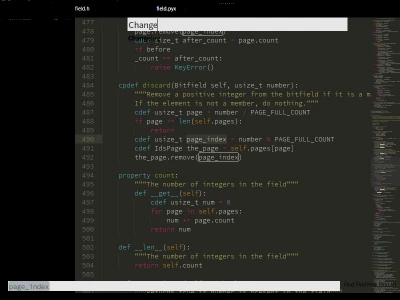 field.h field.pyx
Change
477 page.remove(page_index)
478 cdef usize_t after_count = page.count
480 if before
481 _count == after_count:
482 raise KeyError()
483
484 cpdef discard(Bitfield self, usize_t number):
485 """Remove a positive integer from the bitfield if it is a m
486 If the element is not a member, do nothing."""
487 cdef usize_t page = number / PAGE_FULL_COUNT
488 if page >= len(self.pages):
489 return
490 cdef usize_t page_index = number % PAGE_FULL_COUNT
491 cdef IdsPage the_page = self.pages[page]
492 the_page.remove(page_index)
493
494 property count:
495 """The number of integers in the field"""
496 def __get__(self):
497 cdef usize_t num = 0
498 for page in self.pages:
499 num += page.count
500 return num
501
502 def __len__(self):
503 """The number of integers in the field"""
504 return self.count
505
page_index